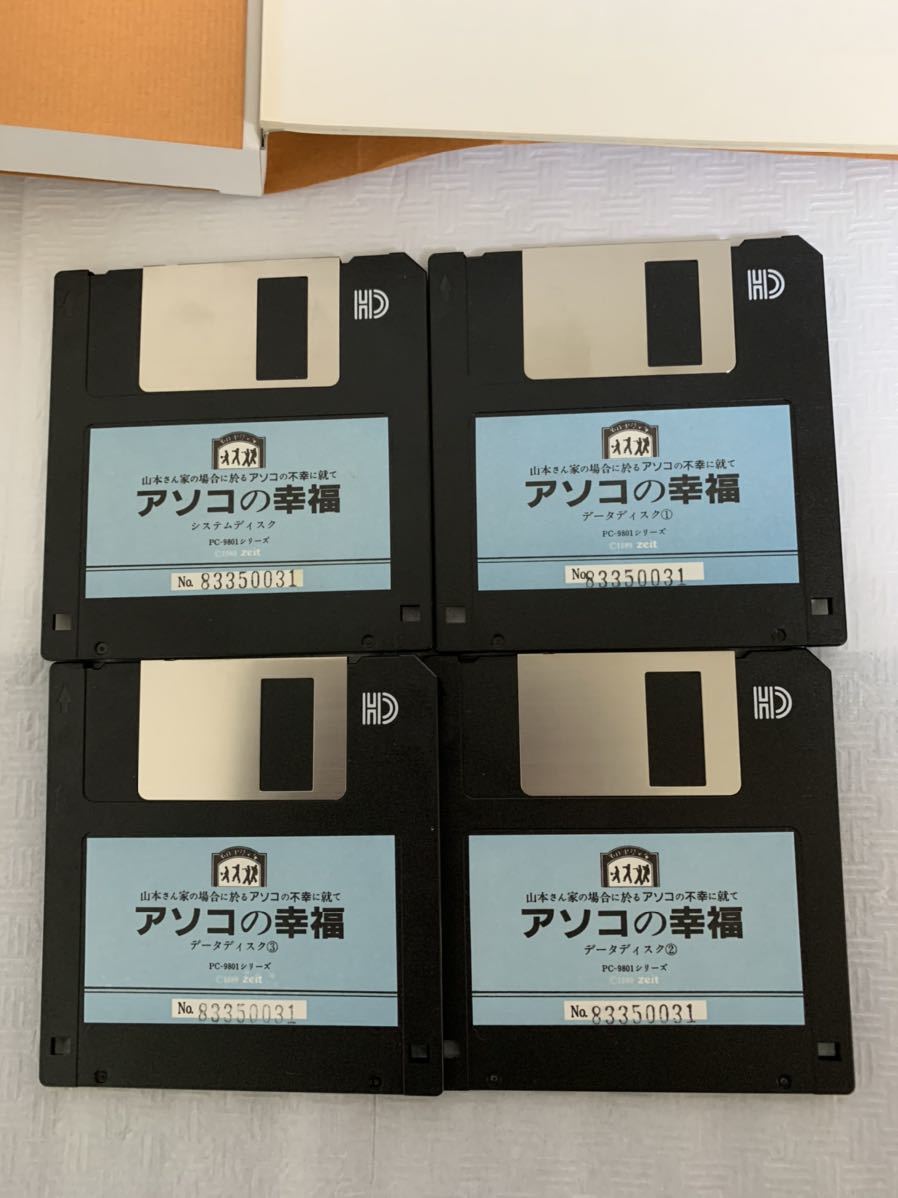 HD
山本さん家の場合に於るアソコの不幸に就て
アソコの幸福
システムディスク
PC-9801シリーズ
©1989 zeit
No. 83350031
HD
山本さん家の場合に於るアソコの不幸に就て
アソコの幸福
データディスク①
PC-9801シリーズ
©1989 zeit
No. 83350031
HD
山本さん家の場合に於るアソコの不幸に就て
アソコの幸福
データディスク③
PC-9801シリーズ
©1989 zeit
No. 83350031
HD
山本さん家の場合に於るアソコの不幸に就て
アソコの幸福
データディスク②
PC-9801シリーズ
©1989 zeit
No. 83350031